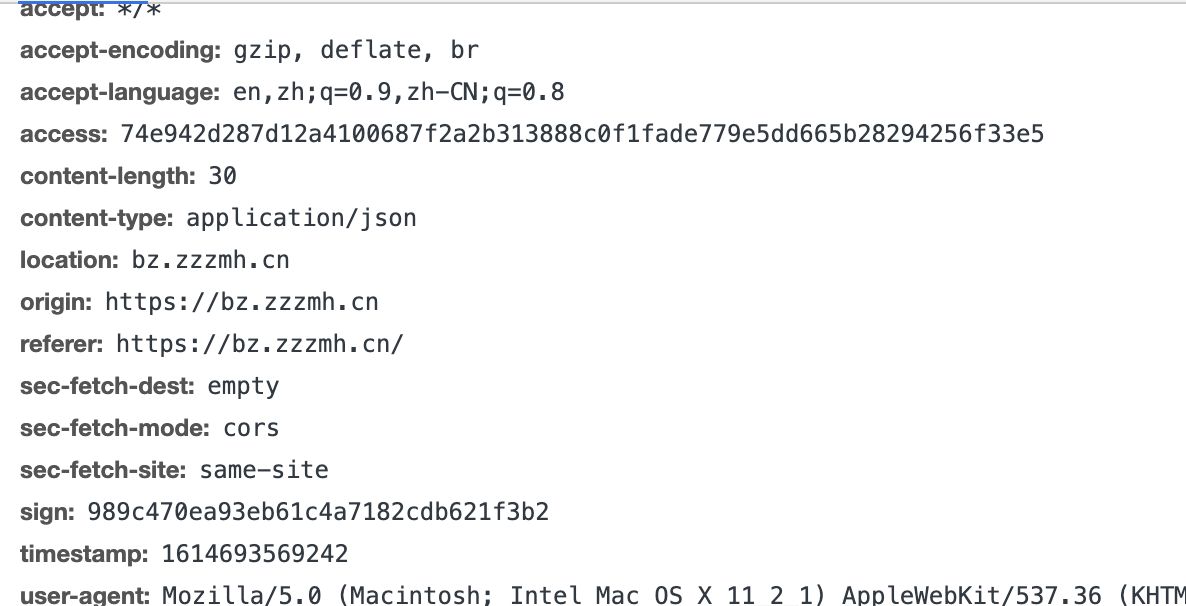 accept: */*
accept-encoding: gzip, deflate, br
accept-language: en,zh;q=0.9,zh-CN;q=0.8
access: 74e942d287d12a4100687f2a2b313888c0f1fade779e5dd665b28294256f33e5
content-length: 30
content-type: application/json
location: bz.zzzmh.cn
origin: https://bz.zzzmh.cn
referer: https://bz.zzzmh.cn/
sec-fetch-dest: empty
sec-fetch-mode: cors
sec-fetch-site: same-site
sign: 989c470ea93eb61c4a7182cdb621f3b2
timestamp: 1614693569242
user-agent: Mozilla/5.0 (Macintosh; Intel Mac OS X 11_2_1) AppleWebKit/537.36 (KHTM